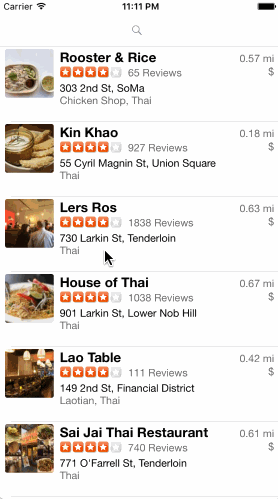 Carrier 11:11 PM
Rooster & Rice 0.57 mi
65 Reviews $
303 2nd St, SoMa
Chicken Shop, Thai
Kin Khao 0.18 mi
927 Reviews $
55 Cyril Magnin St, Union Square
Thai
Lers Ros 0.63 mi
1838 Reviews $
730 Larkin St, Tenderloin
Thai
House of Thai 0.67 mi
1038 Reviews $
901 Larkin St, Lower Nob Hill
Thai
Lao Table 0.42 mi
111 Reviews $
149 2nd St, Financial District
Laotian, Thai
Sai Jai Thai Restaurant 0.61 mi
740 Reviews $
771 O'Farrell St, Tenderloin
Thai